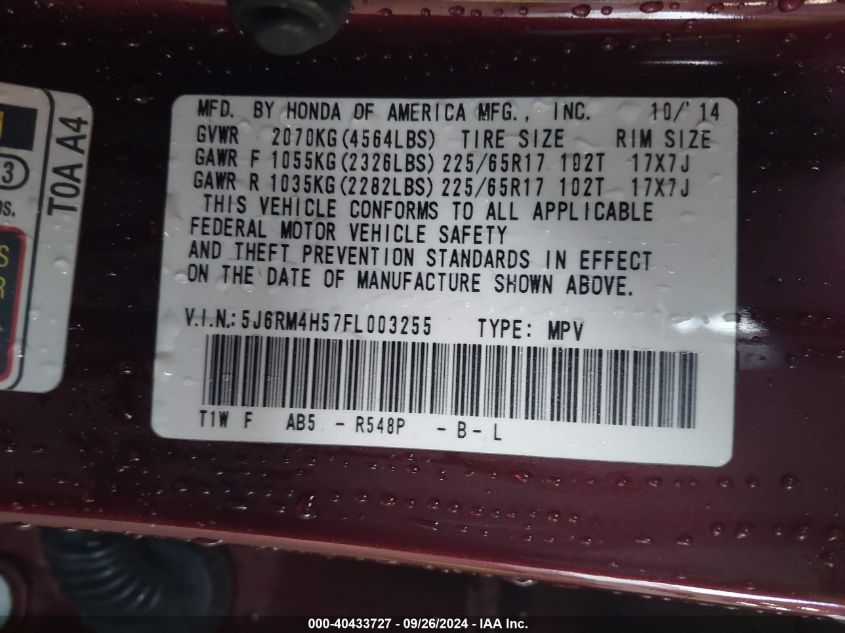 MFD. BY HONDA OF AMERICA MFG., INC. 10/'14
GVWR 2070KG(4564LBS) TIRE SIZE RIM SIZE
GAWR F 1055KG(2326LBS) 225/65R17 102T 17X7J
GAWR R 1035KG(2282LBS) 225/65R17 102T 17X7J
THIS VEHICLE CONFORMS TO ALL APPLICABLE
FEDERAL MOTOR VEHICLE SAFETY
AND THEFT PREVENTION STANDARDS IN EFFECT
ON THE DATE OF MANUFACTURE SHOWN ABOVE.
V.I.N.: 5J6RM4H57FL003255 TYPE: MPV
T1W F AB5 - R548P - B - L
T0A A4
3
000-40433727 - 09/26/2024 - IAA Inc.